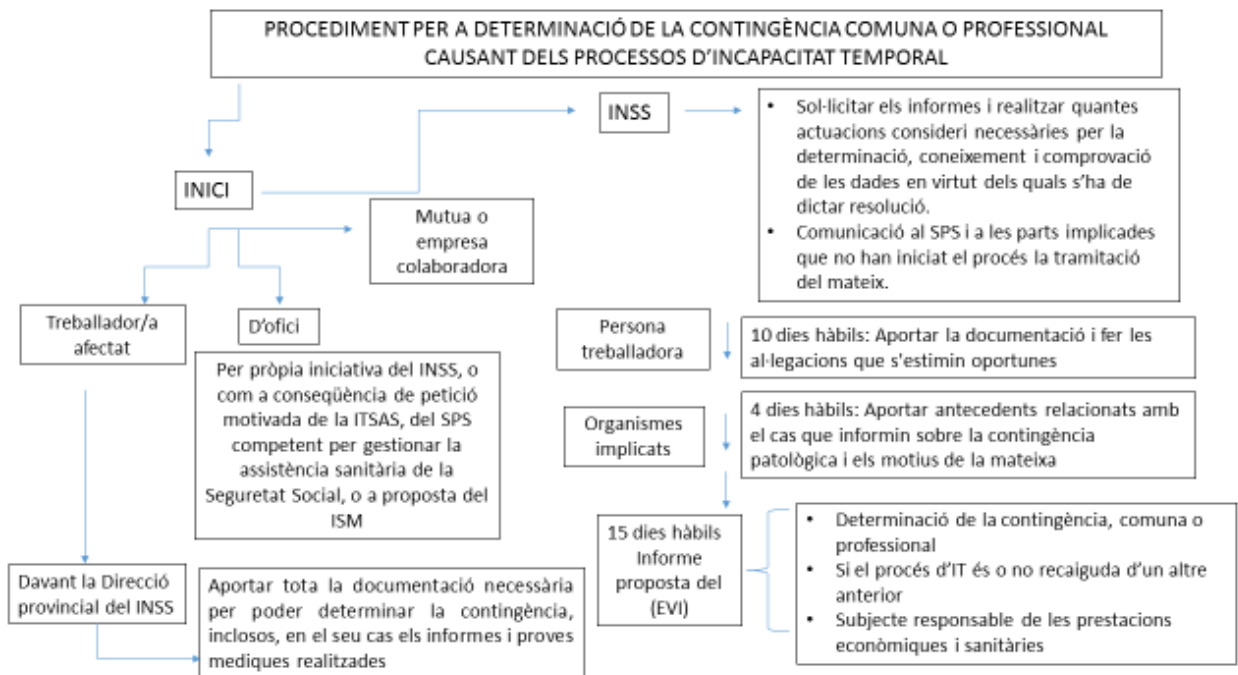 PROCEDIMENT PER A DETERMINACIÓ DE LA CONTINGÈNCIA COMUNA O PROFESSIONAL
CAUSANT DELS PROCESSOS D'INCAPACITAT TEMPORAL
INSS
• Sol·licitar els informes i realitzar quantes
actuacions consideri necessàries per la
determinació, coneixement i comprovació
de les dades en virtut dels quals s'ha de
dictar resolució.
• Comunicació al SPS i a les parts implicades
que no han iniciat el procés la tramitació
del mateix.
INICI
Mutua o
empresa
colaboradora
Treballador/a
afectat
D'ofici
Per pròpia iniciativa del INSS, o
com a conseqüència de petició
motivada de la ITSAS, del SPS
competent per gestionar la
assistència sanitària de la
Seguretat Social, o a proposta del
ISM
Davant la Direcció
provincial del INSS
Aportar tota la documentació necessària
per poder determinar la contingència,
inclosos, en el seu cas els informes i proves
mediques realitzades
Persona
treballadora
10 dies hàbils: Aportar la documentació i fer les
al·legacions que s'estimin oportunes
Organismes
implicats
4 dies hàbils: Aportar antecedents relacionats amb
el cas que informin sobre la contingència
patològica i els motius de la mateixa
15 dies hàbils
Informe
proposta del
(EVI)
• Determinació de la contingència, comuna o
professional
• Si el procés d'IT és o no recaiguda d'un altre
anterior
• Subjecte responsable de les prestacions
econòmiques i sanitàries